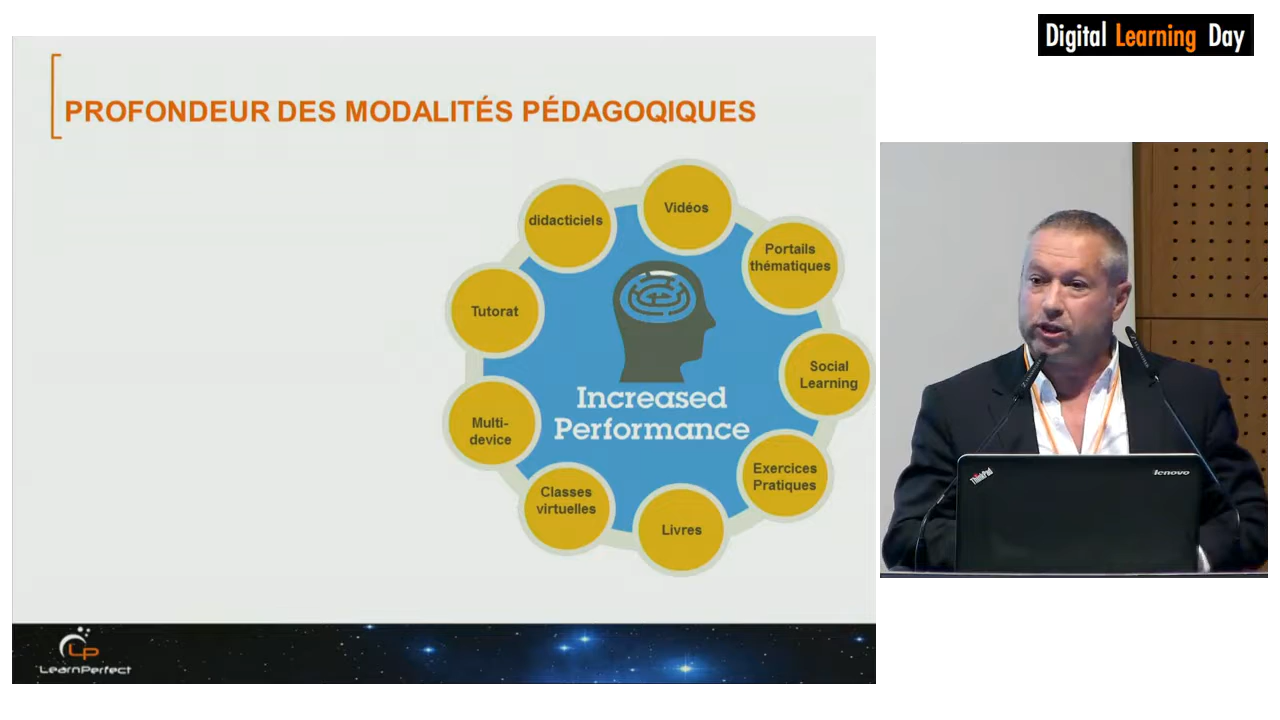 Digital Learning Day
PROFONDEUR DES MODALITÉS PÉDAGOQIQUES
Vidéos
didacticiels
Portails
thématiques
Tutorat
Social
Learning
Increased
Performance
Multi-
device
Exercices
Pratiques
Classes
virtuelles
Livres
LP
LearnPerfect
ThinkPad
lenovo